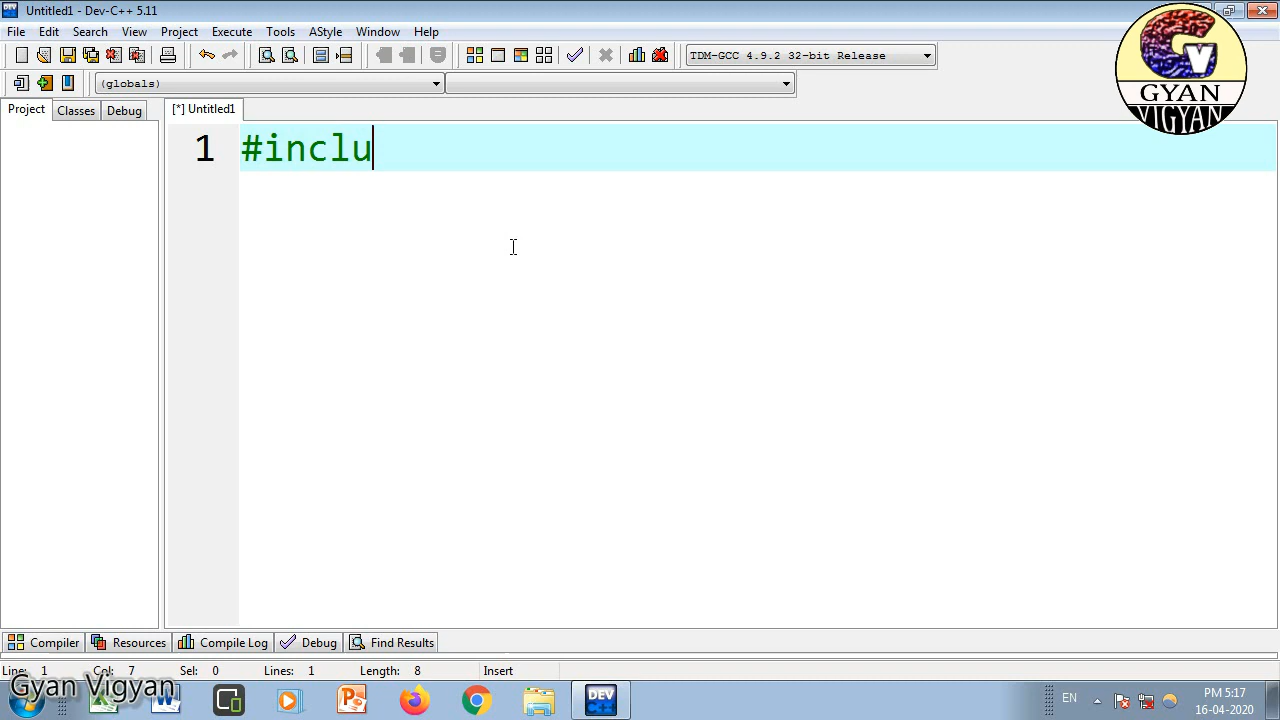 Untitled1 - Dev-C++ 5.11
File Edit Search View Project Execute Tools AStyle Window Help
TDM-GCC 4.9.2 32-bit Release
(globals)
GV
GYAN
VIGYAN
Project Classes Debug
[*] Untitled1
1 #inclu
Compiler Resources Compile Log Debug Find Results
Line: 1 Col: 7 Sel: 0 Lines: 1 Length: 8 Insert
Gyan Vigyan
DEV C++
EN
PM 5:17
16-04-2020